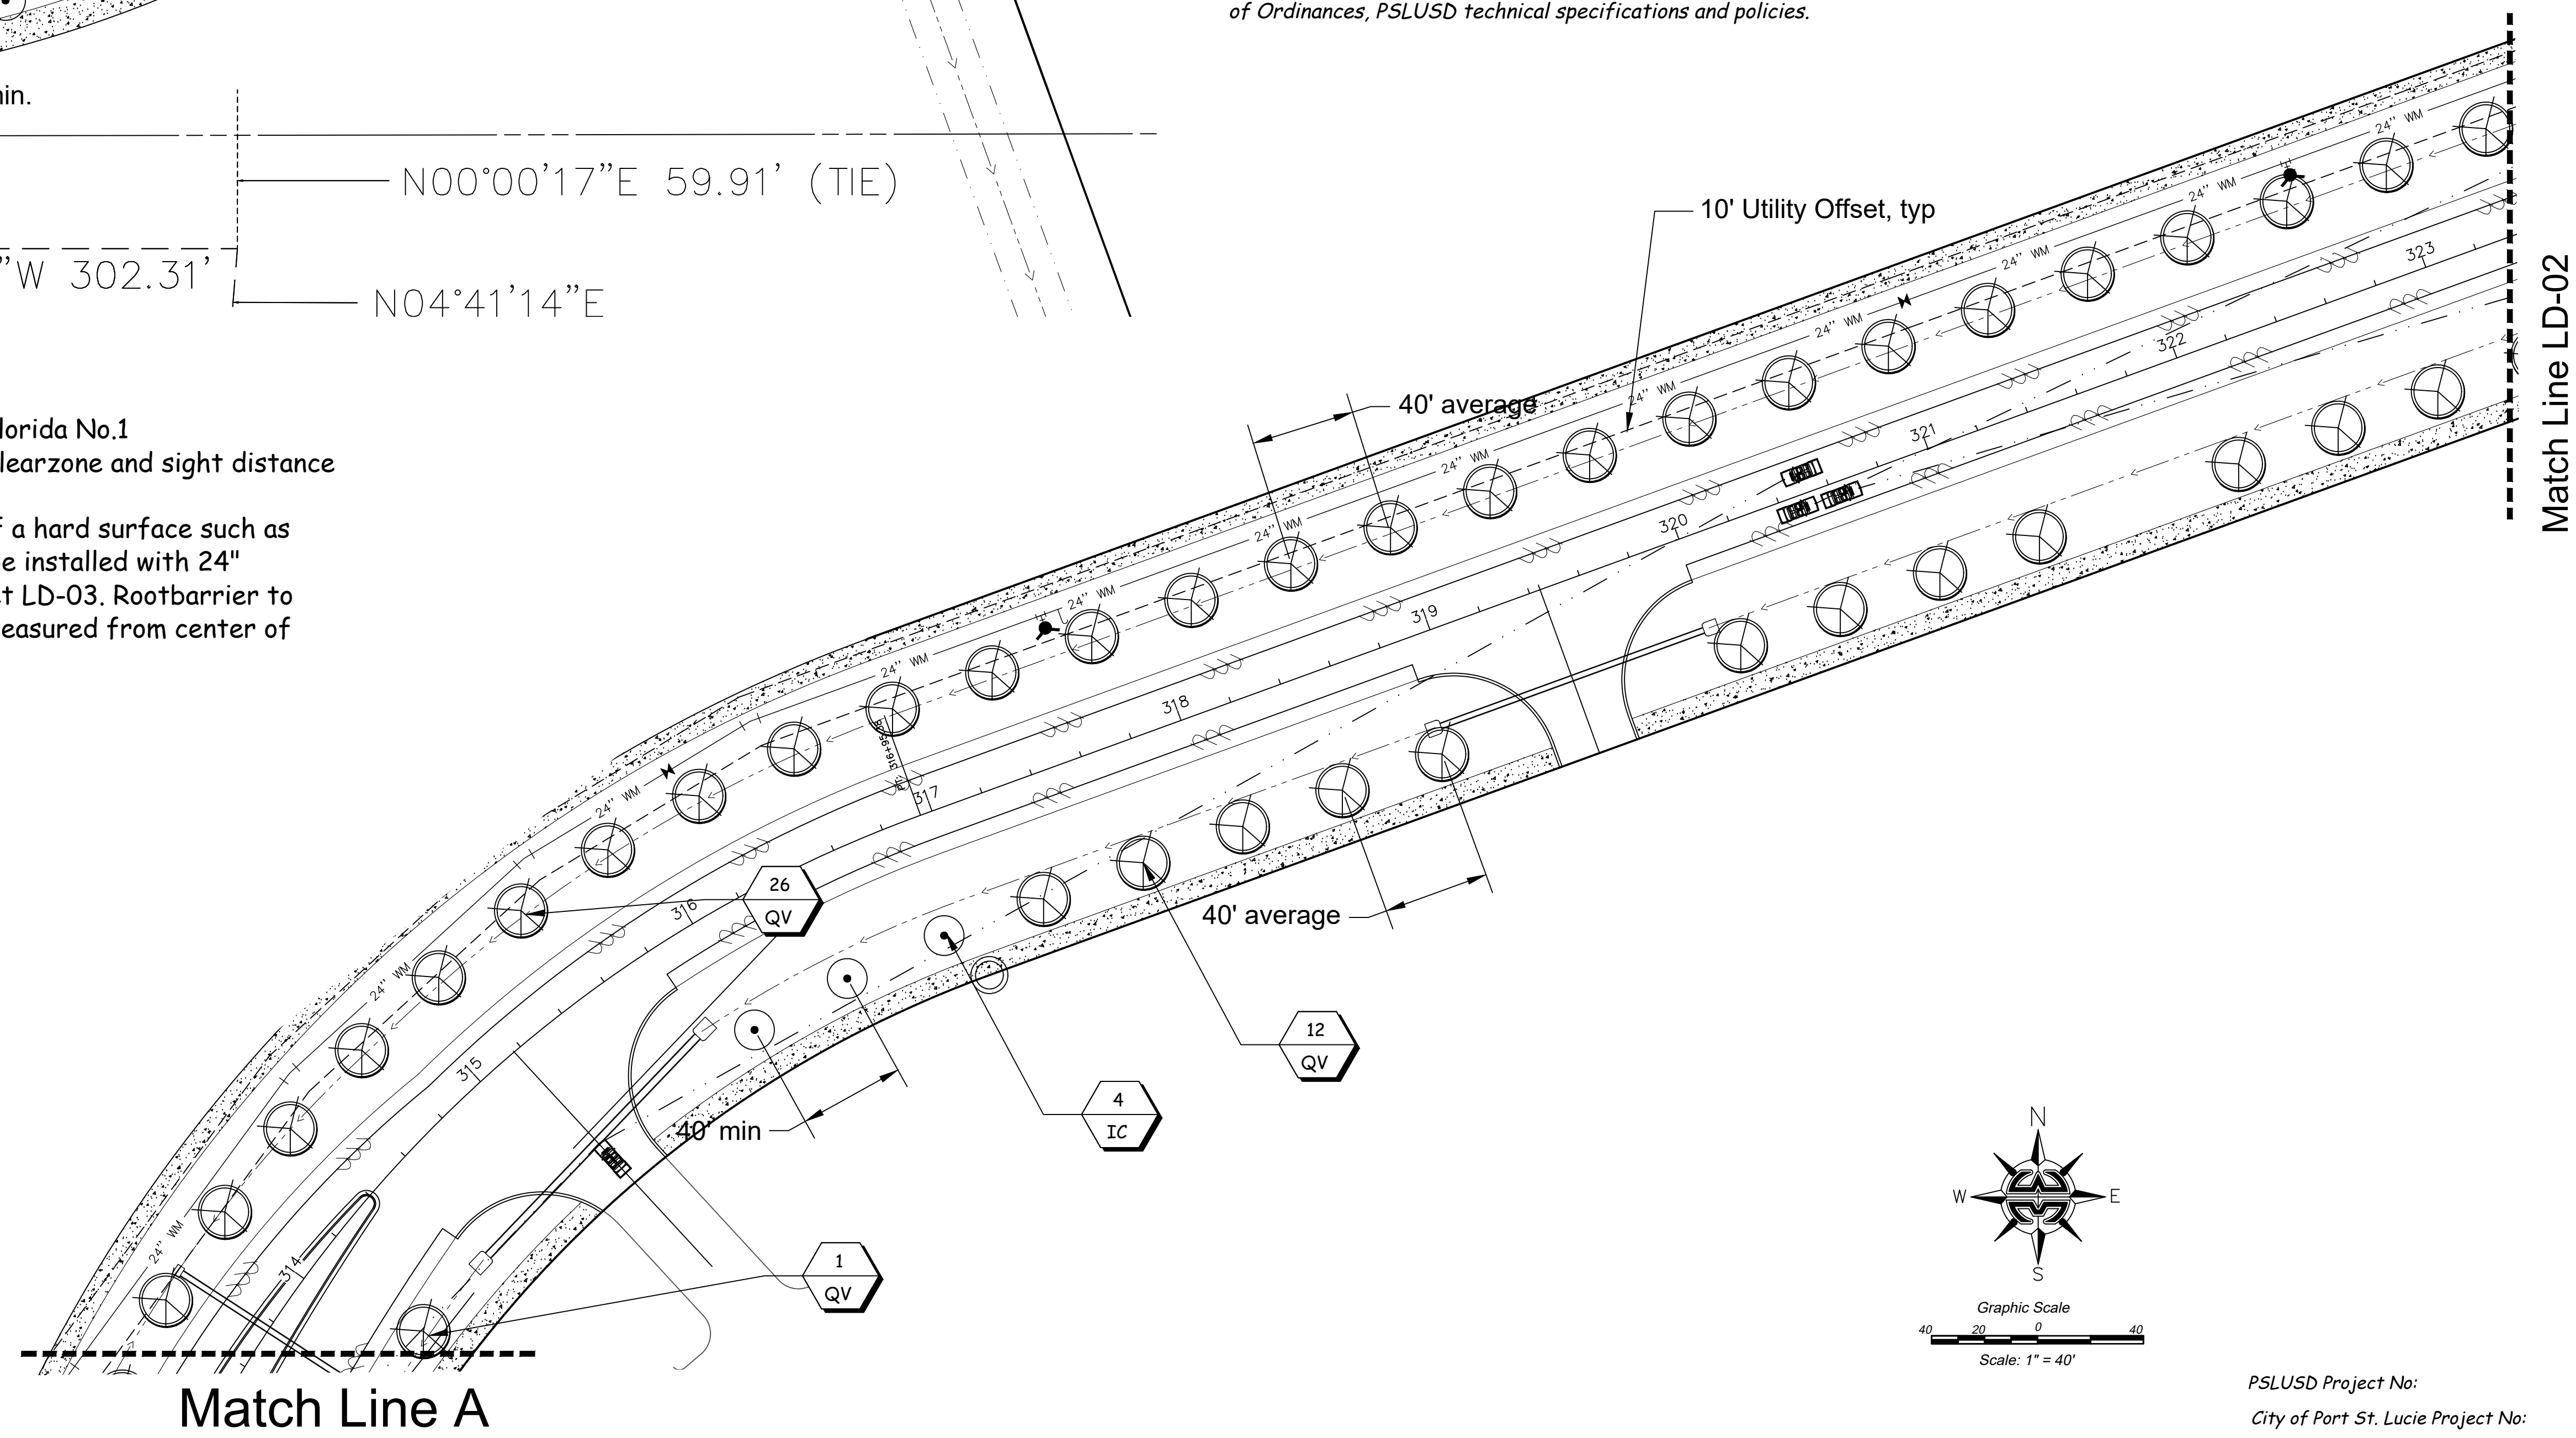 of Ordinances, PSLUSD technical specifications and policies.
in.
N00°00'17"E 59.91' (TIE)
"W 302.31'
N04°41'14"E
lorida No.1
learzone and sight distance
f a hard surface such as
e installed with 24"
t LD-03. Rootbarrier to
easured from center of
10' Utility Offset, typ
40' average
Match Line LD-02
24" WM
24" WM
24" WM
24" WM
24" WM
24" WM
24" WM
24" WM
24" WM
24" WM
24" WM
24" WM
323
322
321
320
319
318
317
316
315
314
26
QV
40' average
12
QV
4
IC
40' min
1
QV
Match Line A
N
W
E
S
Graphic Scale
40 20 0 40
Scale: 1" = 40'
PSLUSD Project No:
City of Port St. Lucie Project No: